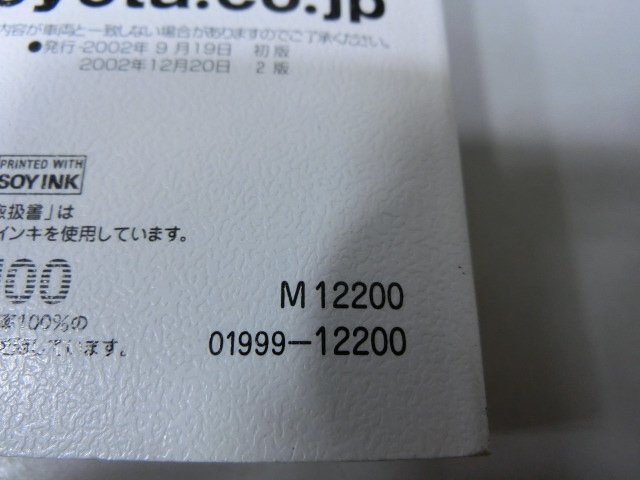 oyota.co.jp
内容が車両と一致しない場合がありますのでご了承ください。
●発行-2002年9月19日 初版
2002年12月20日 2版
PRINTED WITH
SOY INK
取扱書」は
インキを使用しています。
100
100%の
しています。
M 12200
01999-12200